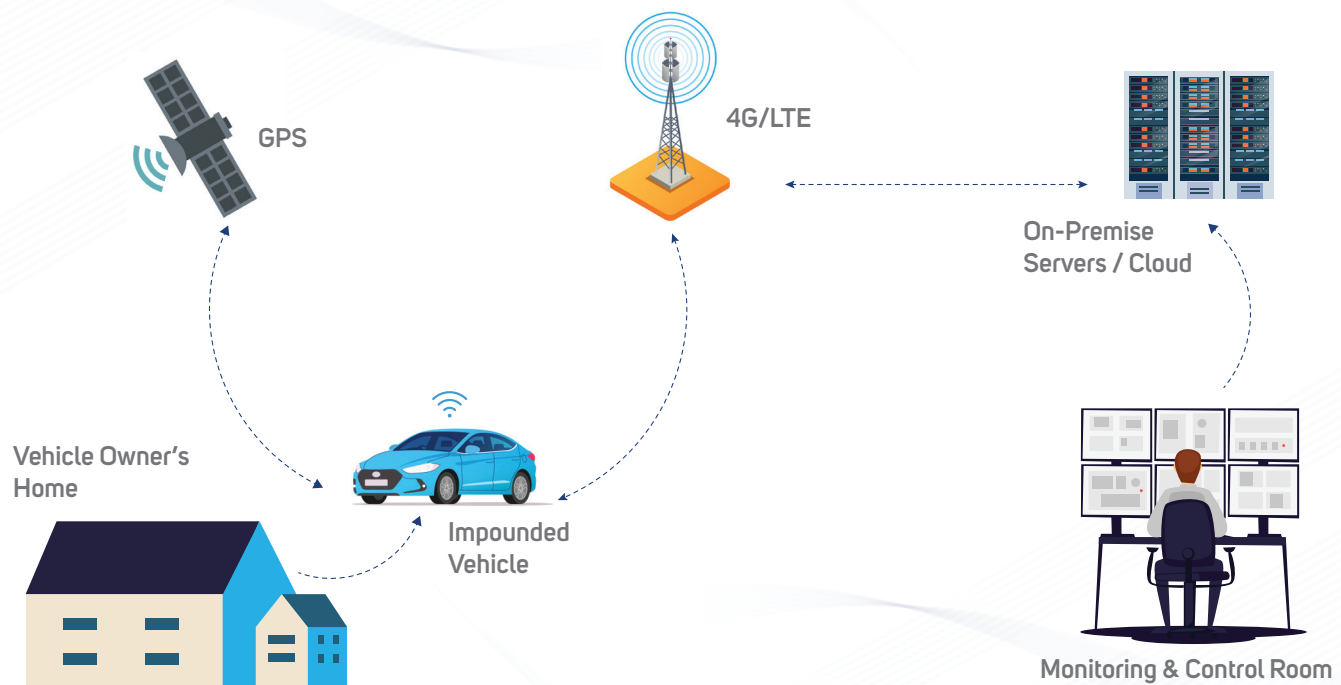 GPS
4G/LTE
On-Premise
Servers / Cloud
Vehicle Owner's
Home
Impounded
Vehicle
Monitoring & Control Room